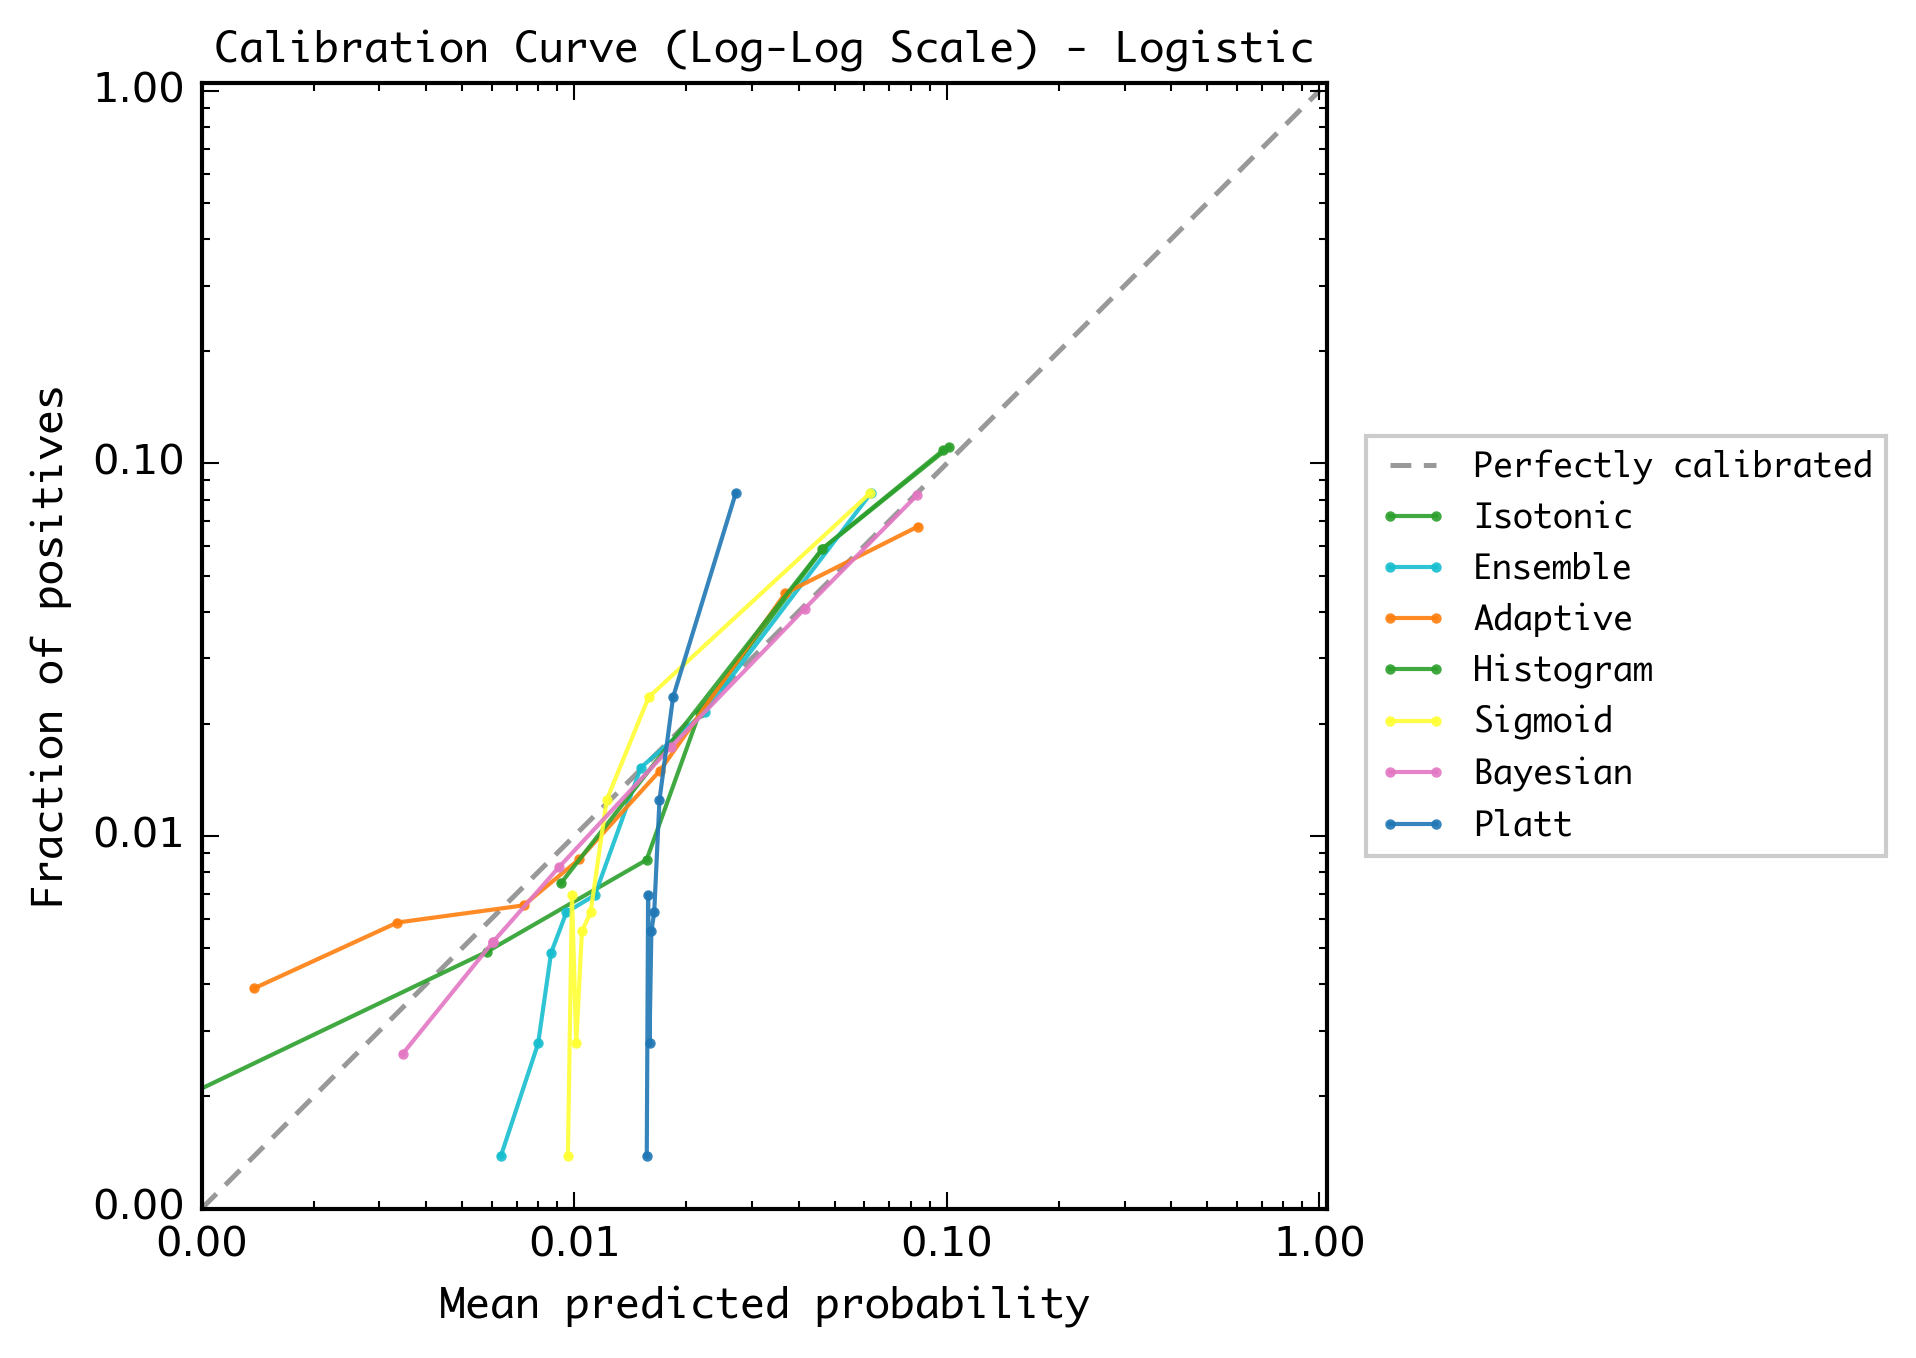 Calibration Curve (Log-Log Scale) - Logistic
1.00
0.10
0.01
0.00
0.00 0.01 0.10 1.00
Fraction of positives
Mean predicted probability
Perfectly calibrated
Isotonic
Ensemble
Adaptive
Histogram
Sigmoid
Bayesian
Platt